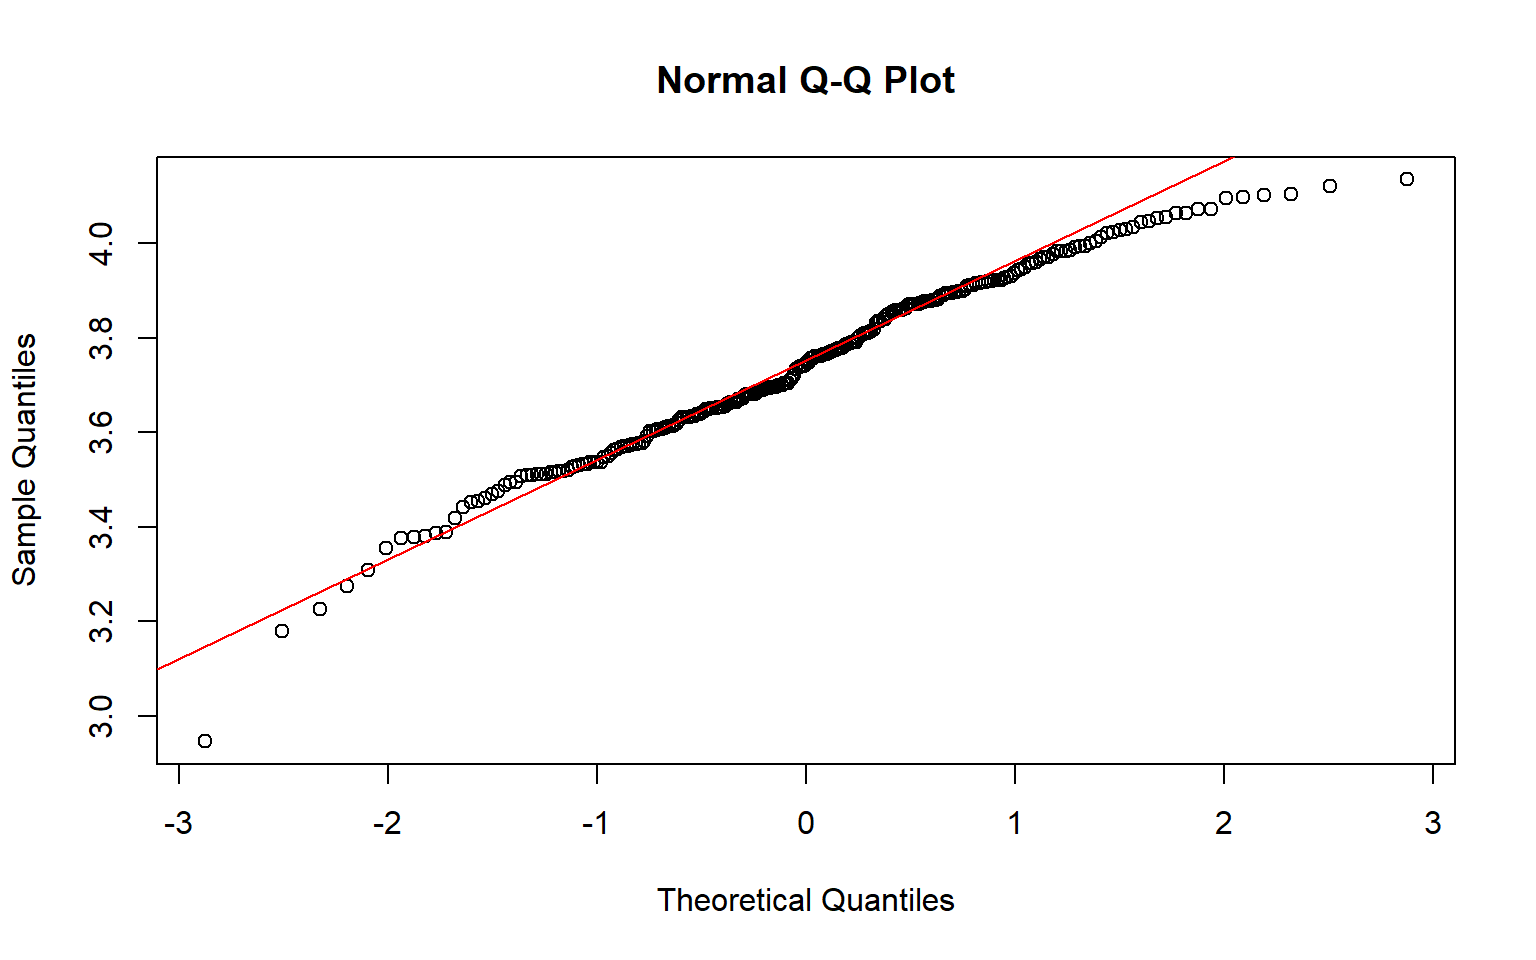 Normal Q-Q Plot
Sample Quantiles
4.0
3.8
3.6
3.4
3.2
3.0
-3 -2 -1 0 1 2 3
Theoretical Quantiles